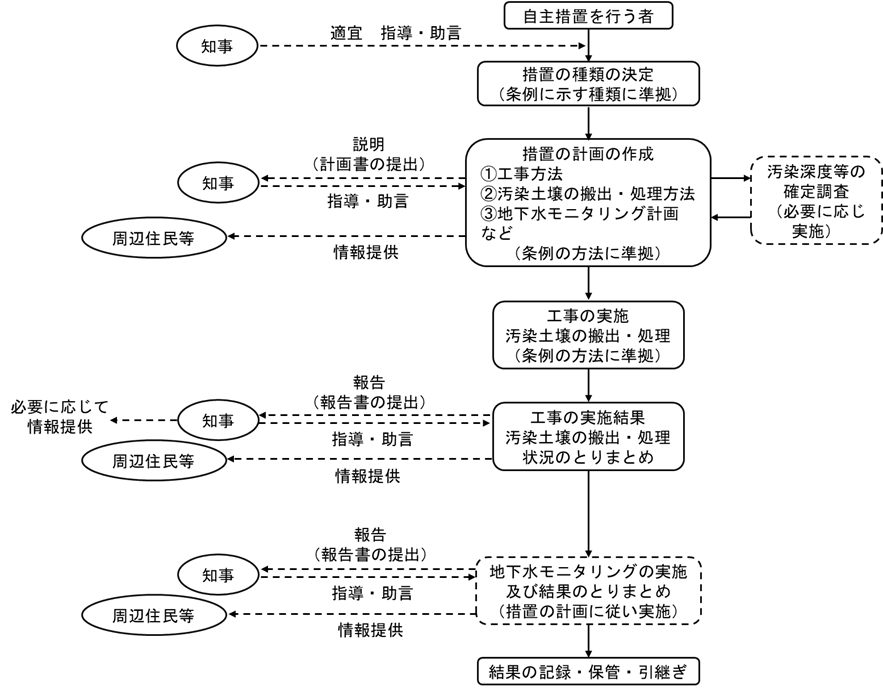 自主措置を行う者
知事
適宜　指導・助言
措置の種類の決定
（条例に示す種類に準拠）
説明
（計画書の提出）
知事
指導・助言
周辺住民等
情報提供
措置の計画の作成
①工事方法
②汚染土壌の搬出・処理方法
③地下水モニタリング計画
など
（条例の方法に準拠）
汚染深度等の
確定調査
（必要に応じ
実施）
工事の実施
汚染土壌の搬出・処理
（条例の方法に準拠）
必要に応じて
情報提供
知事
報告
（報告書の提出）
指導・助言
周辺住民等
情報提供
工事の実施結果
汚染土壌の搬出・処理
状況のとりまとめ
報告
（報告書の提出）
知事
指導・助言
周辺住民等
情報提供
地下水モニタリングの実施
及び結果のとりまとめ
（措置の計画に従い実施）
結果の記録・保管・引継ぎ